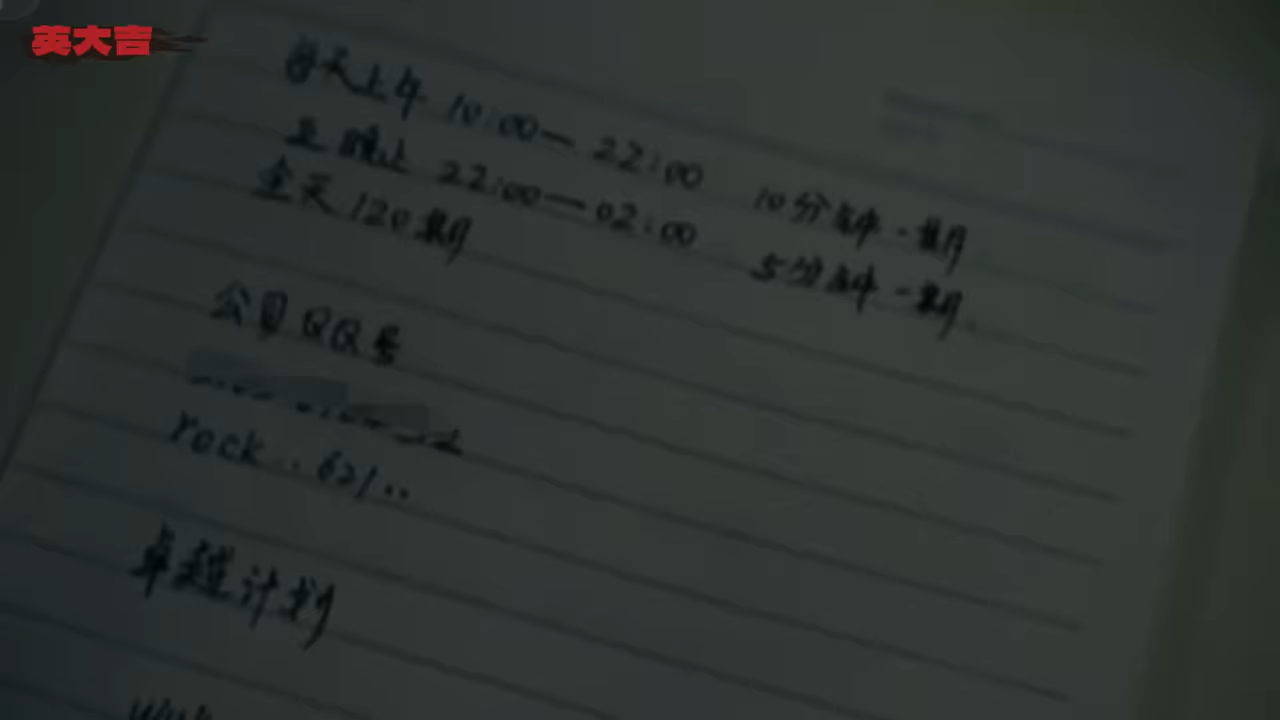 英大吉
每天上午 10:00—22:00 10分钟一期
至晚上 22:00—02:00 5分钟一期
全天120期
公司QQ号
rock..621..
卓越计划